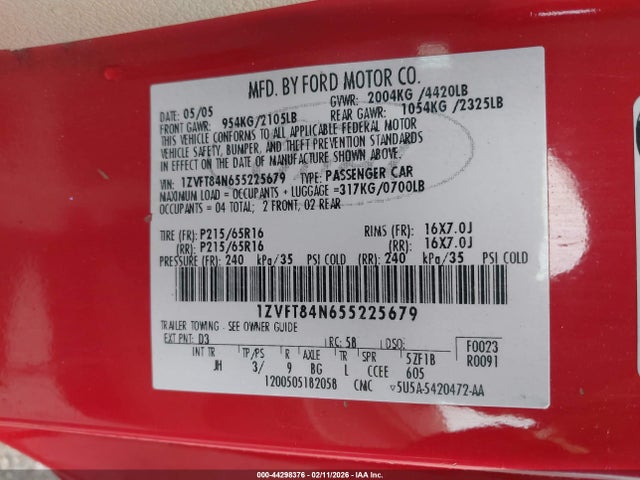 MFD. BY FORD MOTOR CO.
05/05 GVWR: 2004KG /4420LB
FRONT GAWR: 954KG/2105LB REAR GAWR: 1054KG /2325LB
THIS VEHICLE CONFORMS TO ALL APPLICABLE FEDERAL MOTOR
VEHICLE SAFETY, BUMPER, AND THEFT PREVENTION STANDARDS
IN EFFECT ON THE DATE OF MANUFACTURE SHOWN ABOVE.
VIN: 1ZVFT84N655225679 TYPE: PASSENGER CAR
MAXIMUM LOAD = OCCUPANTS + LUGGAGE =317KG/0700LB
OCCUPANTS = 04 TOTAL; 2 FRONT, 02 REAR
TIRE (FR): P215/65R16 RIMS (FR): 16X7.0J
(RR): P215/65R16 (RR): 16X7.0J
PRESSURE (FR): 240 kPa/35 PSI COLD (RR): 240 kPa/35 PSI COLD
1ZVFT84N655225679
TRAILER TOWING - SEE OWNER GUIDE
EXT PNT: D3 RC: 58 DSO: F0023
INT TR TP/PS R AXLE TR SPR 5ZF1B R0091
JH 3/ 9 BG L CCEE 605
1200505182058 CMC ▽5U5A-5420472-AA
000-44298376 - 02/11/2026 - IAA Inc.